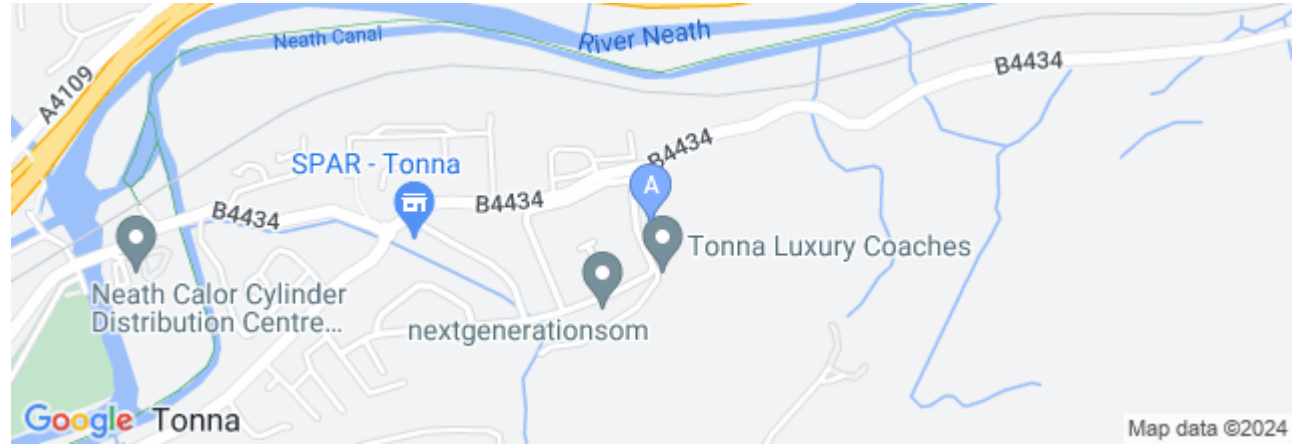 River Neath
Neath Canal
B4434
A4109
B4434
SPAR - Tonna
A
B4434
B4434
Tonna Luxury Coaches
Neath Calor Cylinder
Distribution Centre...
nextgenerationsom
Google
Tonna
Map data ©2024